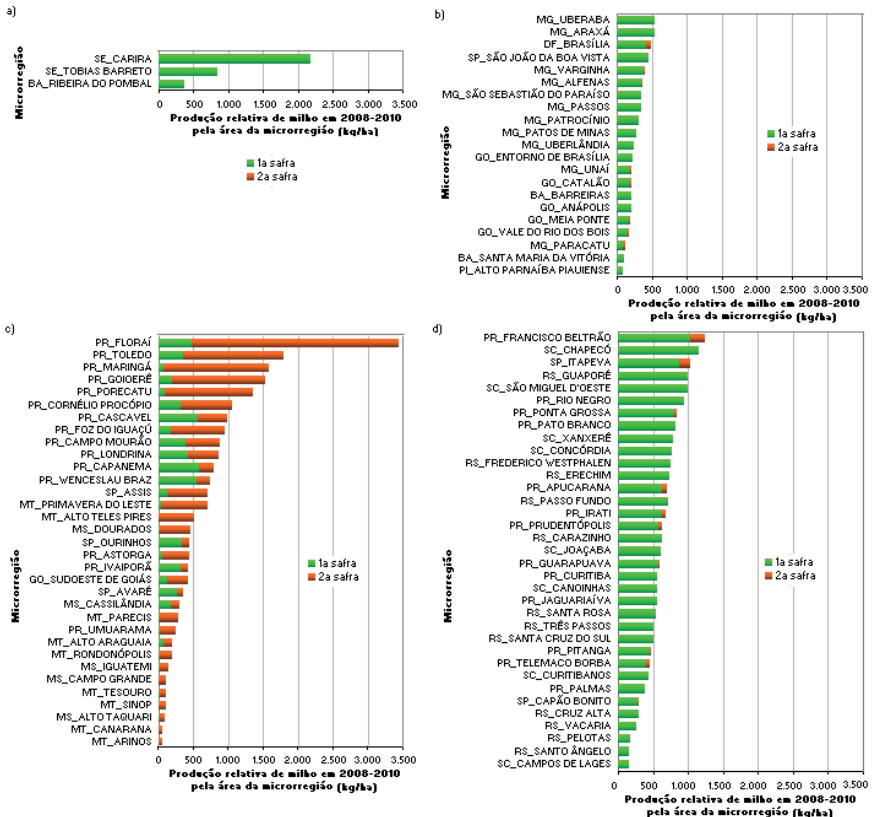 a)
Microrregião
SE_CARIRA
SE_TOBIAS BARRETO
BA_RIBEIRA DO POMBAL
0 500 1.000 1.500 2.000 2.500 3.000 3.500
Produção relativa de milho em 2008-2010
pela área da microrregião (kg/ha)
1a safra
2a safra
b)
Microrregião
MG_UBERABA
MG_ARAXÁ
DF_BRASÍLIA
SP_SÃO JOÃO DA BOA VISTA
MG_VARGINHA
MG_ALFENAS
MG_SÃO SEBASTIÃO DO PARAÍSO
MG_PASSOS
MG_PATROCÍNIO
MG_PATOS DE MINAS
MG_UBERLÂNDIA
GO_ENTORNO DE BRASÍLIA
MG_UNAÍ
GO_CATALÃO
BA_BARREIRAS
GO_ANÁPOLIS
GO_MEIA PONTE
GO_VALE DO RIO DOS BOIS
MG_PARACATU
BA_SANTA MARIA DA VITÓRIA
PI_ALTO PARNAÍBA PIAUIENSE
1a safra
2a safra
0 500 1.000 1.500 2.000 2.500 3.000 3.500
Produção relativa de milho em 2008-2010
pela área da microrregião (kg/ha)
c)
Microrregião
PR_FLORAÍ
PR_TOLEDO
PR_MARINGÁ
PR_GOIOERÊ
PR_PORECATU
PR_CORNÉLIO PROCÓPIO
PR_CASCAVEL
PR_FOZ DO IGUAÇÚ
PR_CAMPO MOURÃO
PR_LONDRINA
PR_CAPANEMA
PR_WENCESLAU BRAZ
SP_ASSIS
MT_PRIMAVERA DO LESTE
MT_ALTO TELES PIRES
MS_DOURADOS
SP_OURINHOS
PR_ASTORGA
PR_IVAIPORÃ
GO_SUDOESTE DE GOIÁS
SP_AVARÉ
MS_CASSILÂNDIA
MT_PARECIS
PR_UMUARAMA
MT_ALTO ARAGUAIA
MT_RONDONÓPOLIS
MS_IGUATEMI
MS_CAMPO GRANDE
MT_TESOURO
MT_SINOP
MS_ALTO TAQUARI
MT_CANARANA
MT_ARINOS
1a safra
2a safra
0 500 1.000 1.500 2.000 2.500 3.000 3.500
Produção relativa de milho em 2008-2010
pela área da microrregião (kg/ha)
d)
Microrregião
PR_FRANCISCO BELTRÃO
SC_CHAPECÓ
SP_ITAPEVA
RS_GUAPORÉ
SC_SÃO MIGUEL D'OESTE
PR_RIO NEGRO
PR_PONTA GROSSA
PR_PATO BRANCO
SC_XANXERÊ
SC_CONCÓRDIA
RS_FREDERICO WESTPHALEN
RS_ERECHIM
PR_APUCARANA
RS_PASSO FUNDO
PR_IRATI
PR_PRUDENTÓPOLIS
RS_CARAZINHO
SC_JOAÇABA
PR_GUARAPUAVA
PR_CURITIBA
SC_CANOINHAS
PR_JAGUARIAÍVA
RS_SANTA ROSA
RS_TRÊS PASSOS
RS_SANTA CRUZ DO SUL
PR_PITANGA
PR_TELEMACO BORBA
SC_CURITIBANOS
PR_PALMAS
SP_CAPÃO BONITO
RS_CRUZ ALTA
RS_VACARIA
RS_PELOTAS
RS_SANTO ÂNGELO
SC_CAMPOS DE LAGES
1a safra
2a safra
0 500 1.000 1.500 2.000 2.500 3.000 3.500
Produção relativa de milho em 2008-2010
pela área da microrregião (kg/ha)